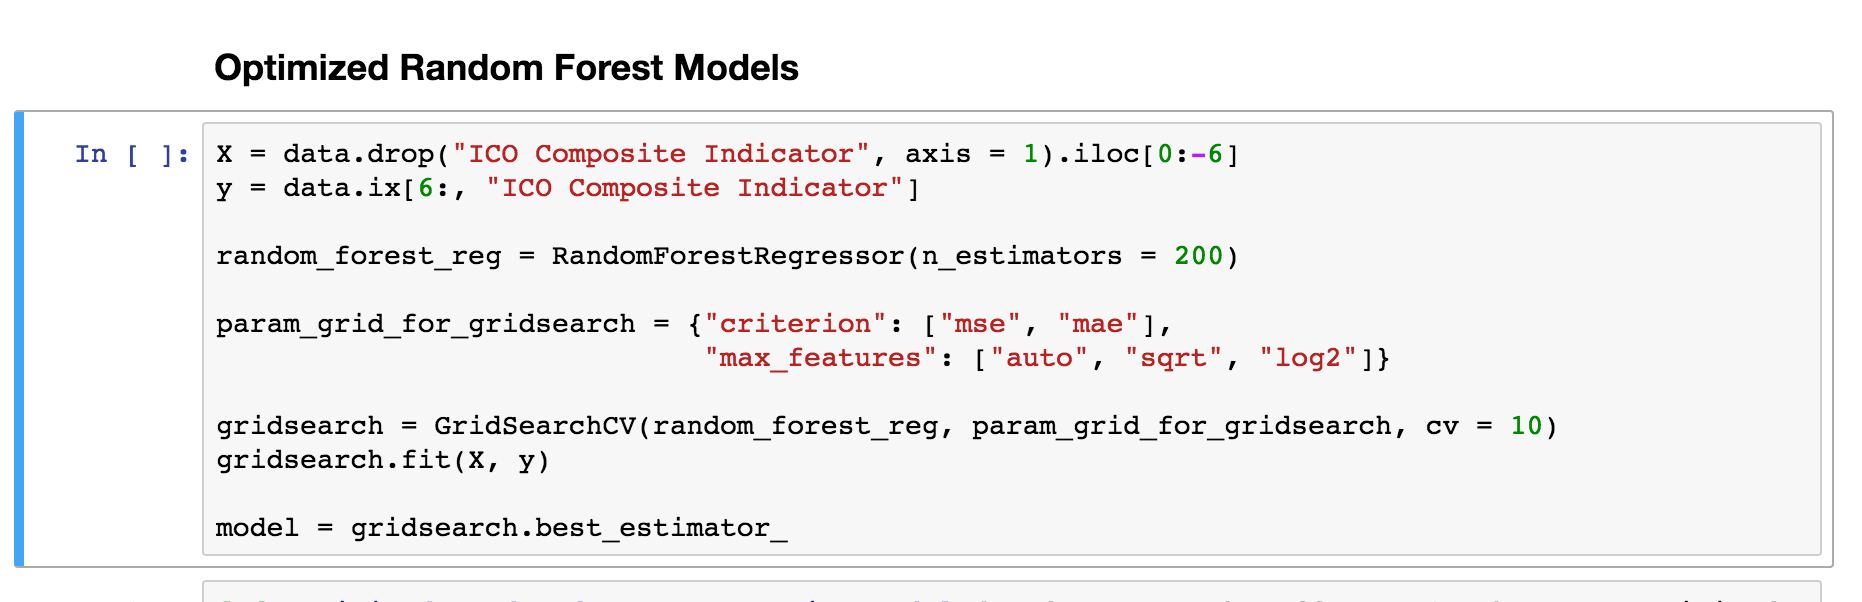 Optimized Random Forest Models
In [ ]: X = data.drop("ICO Composite Indicator", axis = 1).iloc[0:-6]
y = data.ix[6:, "ICO Composite Indicator"]
random_forest_reg = RandomForestRegressor(n_estimators = 200)
param_grid_for_gridsearch = {"criterion": ["mse", "mae"],
"max_features": ["auto", "sqrt", "log2"]}
gridsearch = GridSearchCV(random_forest_reg, param_grid_for_gridsearch, cv = 10)
gridsearch.fit(X, y)
model = gridsearch.best_estimator_